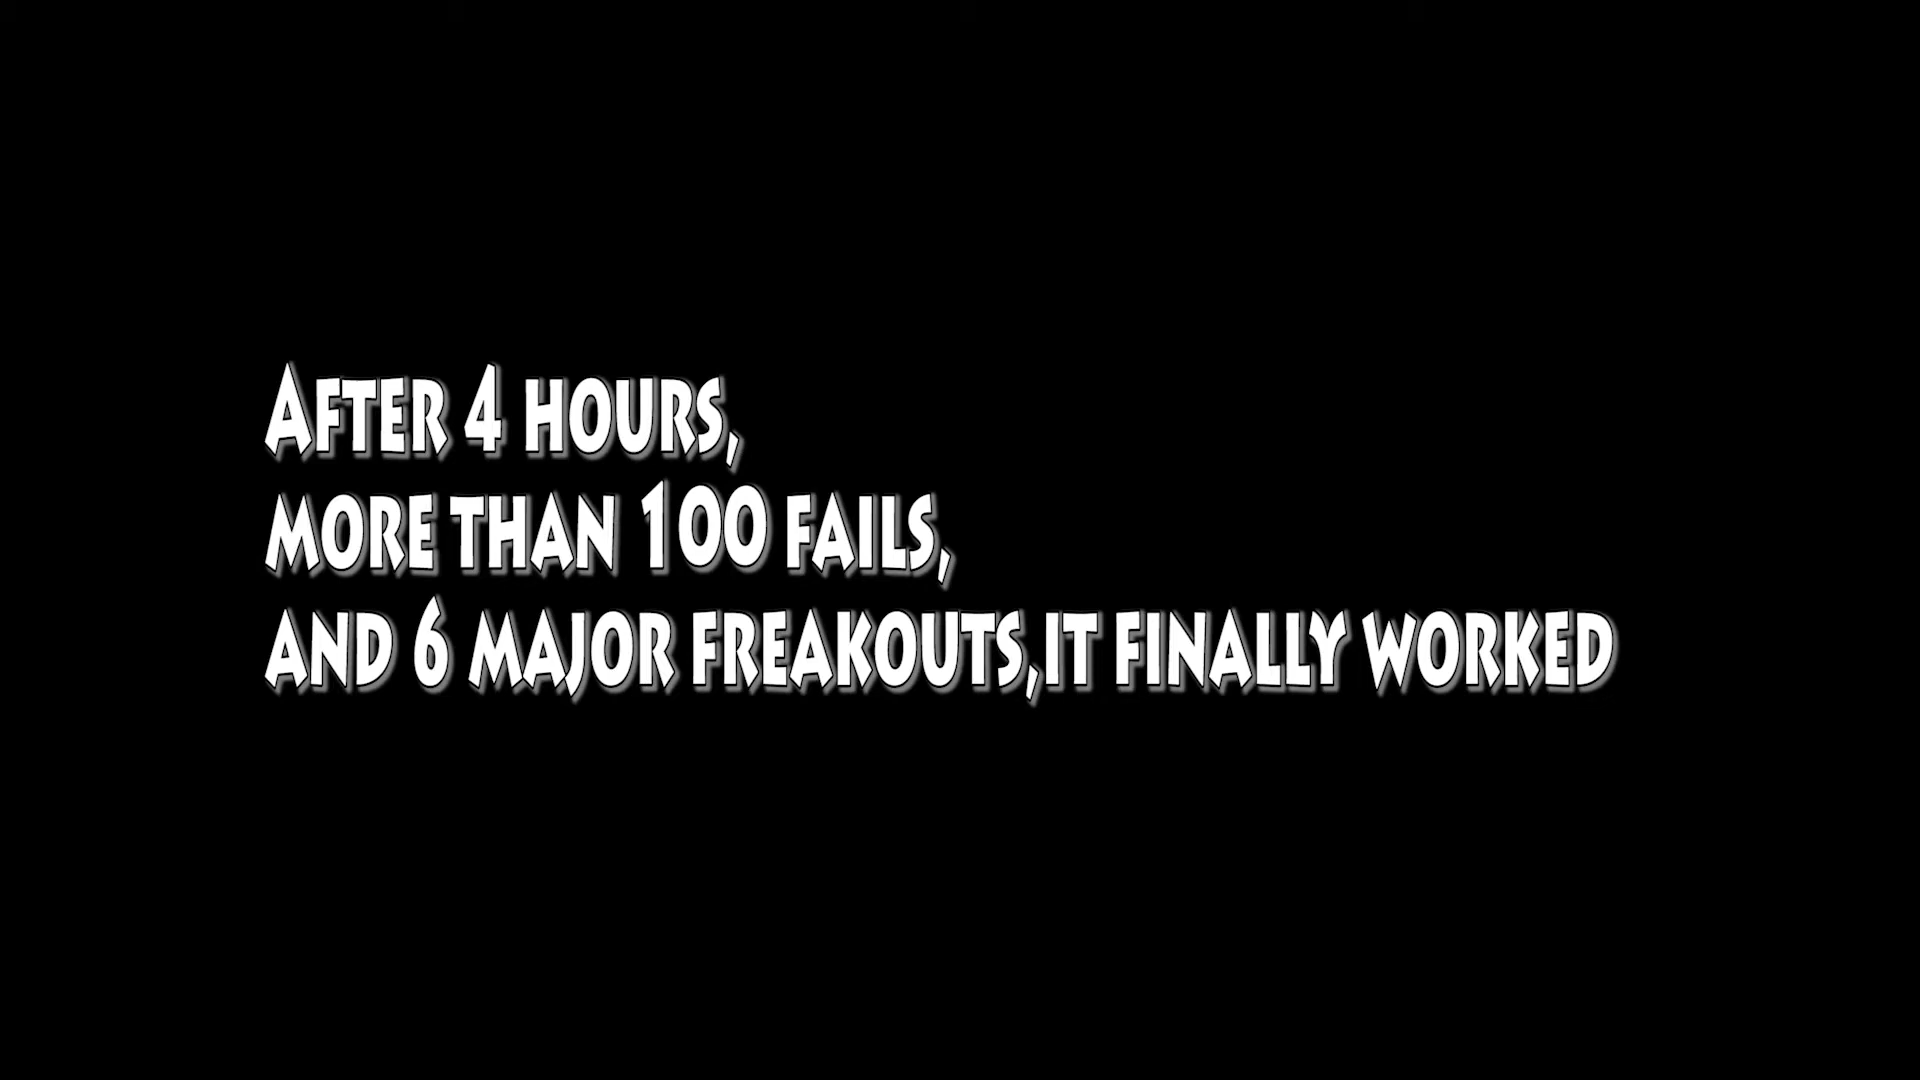 After 4 hours,
more than 100 fails,
and 6 major freakouts,it finally worked